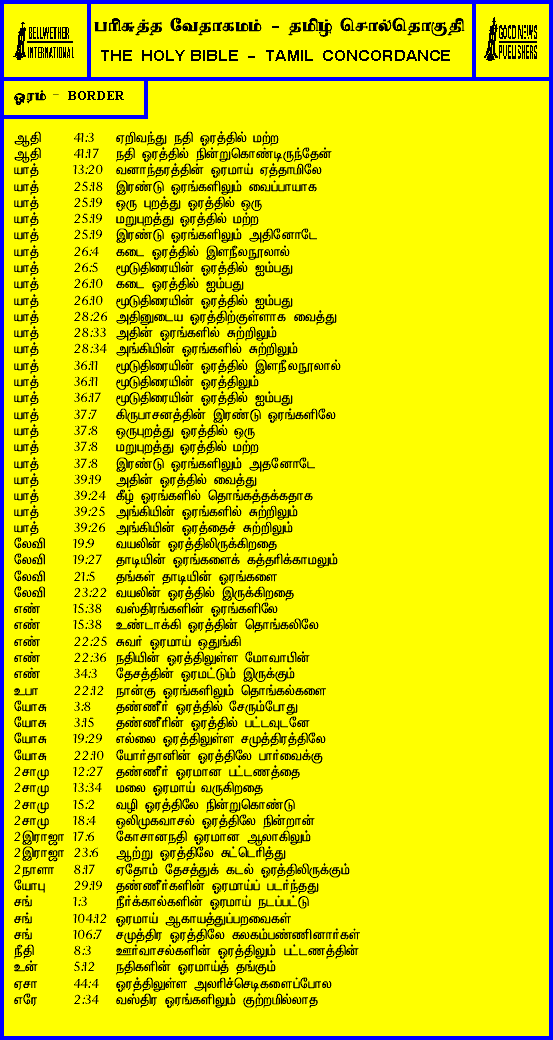 BELLWETHER
INTERNATIONAL
பரிசுத்த வேதாகமம் - தமிழ் சொல்தொகுதி
THE HOLY BIBLE - TAMIL CONCORDANCE
GOOD NEWS
PUBLISHERS
ஓரம் - BORDER
ஆதி 41:3 ஏறிவந்து நதி ஓரத்தில் மற்ற
ஆதி 41:17 நதி ஓரத்தில் நின்றுகொண்டிருந்தேன்
யாத் 13:20 வனாந்தரத்தின் ஓரமாய் ஏத்தாமிலே
யாத் 25:18 இரண்டு ஓரங்களிலும் வைப்பாயாக
யாத் 25:19 ஒரு புறத்து ஓரத்தில் ஒரு
யாத் 25:19 மறுபுறத்து ஓரத்தில் மற்ற
யாத் 25:19 இரண்டு ஓரங்களிலும் அதினோடே
யாத் 26:4 கடை ஓரத்தில் இளநீலநூலால்
யாத் 26:5 மூடுதிரையின் ஓரத்தில் ஐம்பது
யாத் 26:10 கடை ஓரத்தில் ஐம்பது
யாத் 26:10 மூடுதிரையின் ஓரத்தில் ஐம்பது
யாத் 28:26 அதினுடைய ஓரத்திற்குள்ளாக வைத்து
யாத் 28:33 அதின் ஓரங்களில் சுற்றிலும்
யாத் 28:34 அங்கியின் ஓரங்களில் சுற்றிலும்
யாத் 36:11 மூடுதிரையின் ஓரத்தில் இளநீலநூலால்
யாத் 36:11 மூடுதிரையின் ஓரத்திலும்
யாத் 36:17 மூடுதிரையின் ஓரத்தில் ஐம்பது
யாத் 37:7 கிருபாசனத்தின் இரண்டு ஓரங்களிலே
யாத் 37:8 ஒருபுறத்து ஓரத்தில் ஒரு
யாத் 37:8 மறுபுறத்து ஓரத்தில் மற்ற
யாத் 37:8 இரண்டு ஓரங்களிலும் அதனோடே
யாத் 39:19 அதின் ஓரத்தில் வைத்து
யாத் 39:24 கீழ் ஓரங்களில் தொங்கத்தக்கதாக
யாத் 39:25 அங்கியின் ஓரங்களில் சுற்றிலும்
யாத் 39:26 அங்கியின் ஓரத்தைச் சுற்றிலும்
லேவி 19:9 வயலின் ஓரத்திலிருக்கிறதை
லேவி 19:27 தாடியின் ஓரங்களைக் கத்தரிக்காமலும்
லேவி 21:5 தங்கள் தாடியின் ஓரங்களை
லேவி 23:22 வயலின் ஓரத்தில் இருக்கிறதை
எண் 15:38 வஸ்திரங்களின் ஓரங்களிலே
எண் 15:38 உண்டாக்கி ஓரத்தின் தொங்கலிலே
எண் 22:25 சுவர் ஓரமாய் ஒதுங்கி
எண் 22:36 நதியின் ஓரத்திலுள்ள மோவாபின்
எண் 34:3 தேசத்தின் ஓரமட்டும் இருக்கும்
உபா 22:12 நான்கு ஓரங்களிலும் தொங்கல்களை
யோசு 3:8 தண்ணீர் ஓரத்தில் சேரும்போது
யோசு 3:15 தண்ணீரின் ஓரத்தில் பட்டவுடனே
யோசு 19:29 எல்லை ஓரத்திலுள்ள சமுத்திரத்திலே
யோசு 22:10 யோர்தானின் ஓரத்திலே பார்வைக்கு
2சாமு 12:27 தண்ணீர் ஓரமான பட்டணத்தை
2சாமு 13:34 மலை ஓரமாய் வருகிறதை
2சாமு 15:2 வழி ஓரத்திலே நின்றுகொண்டு
2சாமு 18:4 ஒலிமுகவாசல் ஓரத்திலே நின்றான்
2இராஜா 17:6 கோசானநதி ஓரமான ஆலாகிலும்
2இராஜா 23:6 ஆற்று ஓரத்திலே சுட்டெரித்து
2நாளா 8:17 ஏதோம் தேசத்துக் கடல் ஓரத்திலிருக்கும்
யோபு 29:19 தண்ணீர்களின் ஓரமாய்ப் படர்ந்தது
சங் 1:3 நீர்க்கால்களின் ஓரமாய் நடப்பட்டு
சங் 104:12 ஓரமாய் ஆகாயத்துப்பறவைகள்
சங் 106:7 சமுத்திர ஓரத்திலே கலகம்பண்ணினார்கள்
நீதி 8:3 ஊர்வாசல்களின் ஓரத்திலும் பட்டணத்தின்
உன் 5:12 நதிகளின் ஓரமாய்த் தங்கும்
ஏசா 44:4 ஓரத்திலுள்ள அலரிச்செடிகளைப்போல
எரே 2:34 வஸ்திர ஓரங்களிலும் குற்றமில்லாத